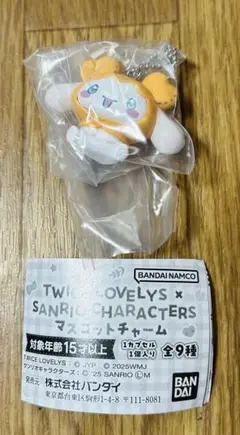 BANDAI NAMCO
TWICE LOVELYS ×
SANRIO CHARACTERS
マスコットチャーム
対象年齢15才以上
1カプセル
1個入り
全9種
TWICE LOVELYS：© JYP. © 2025WMJ
サンリオキャラクターズ：© '25 SANRIO Ⓛ M
発売元 株式会社バンダイ
東京都台東区駒形1-4-8 〒111-8081
BAN
DAI